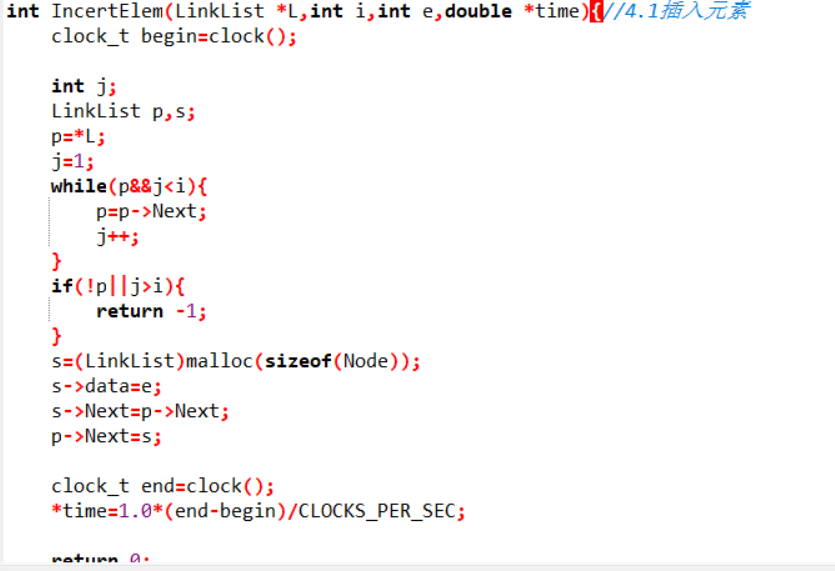 int IncertElem(LinkList *L,int i,int e,double *time){//4.1插入元素
clock_t begin=clock();
int j;
LinkList p,s;
p=*L;
j=1;
while(p&&j<i){
p=p->Next;
j++;
}
if(!p||j>i){
return -1;
}
s=(LinkList)malloc(sizeof(Node));
s->data=e;
s->Next=p->Next;
p->Next=s;
clock_t end=clock();
*time=1.0*(end-begin)/CLOCKS_PER_SEC;
return 0;